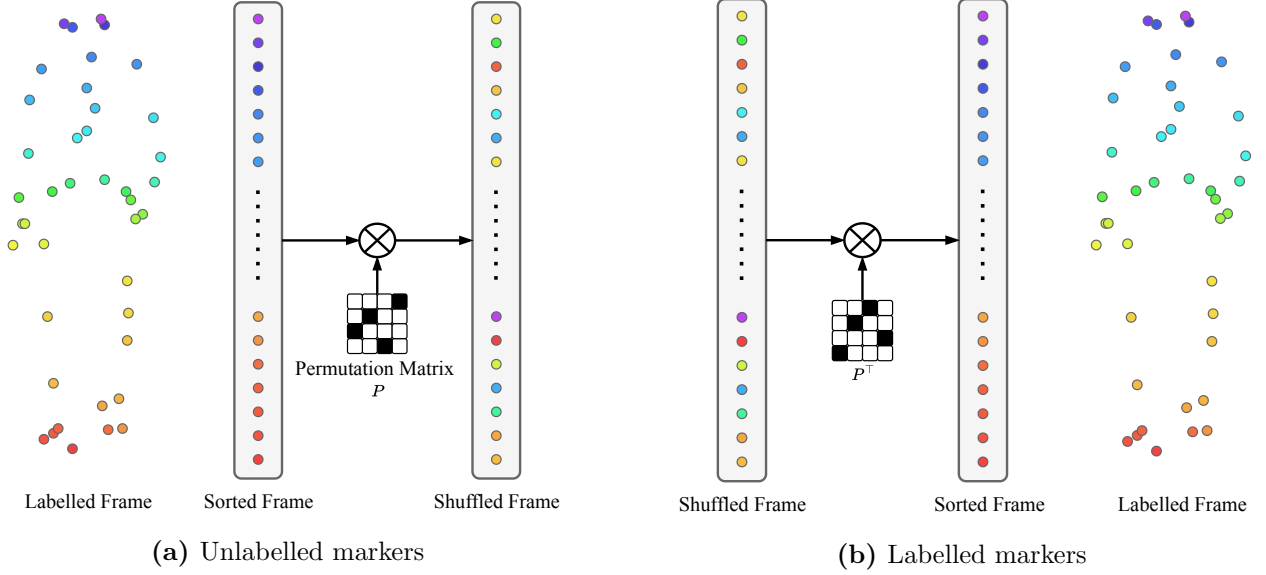 Permutation Matrix
P
Labelled Frame
Sorted Frame
Shuffled Frame
(a) Unlabelled markers
P⊤
Shuffled Frame
Sorted Frame
Labelled Frame
(b) Labelled markers